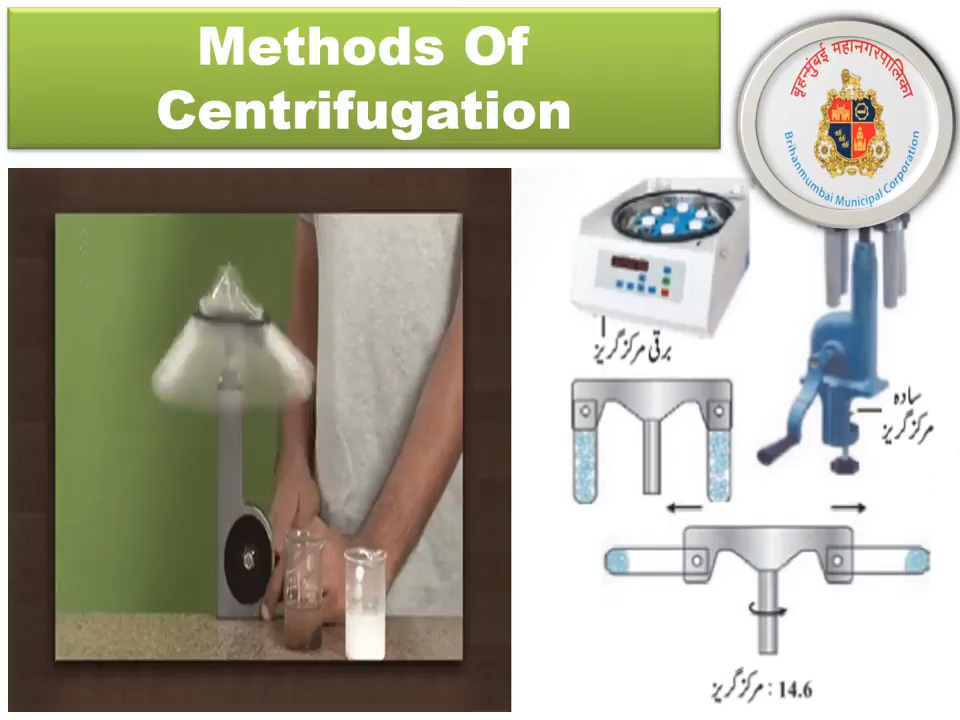 Methods Of
Centrifugation
बृहन्मुंबई महानगरपालिका
Brihanmumbai Municipal Corporation
برقی مرکز گریز
سادہ
مرکز گریز
14.6 : مرکز گریز